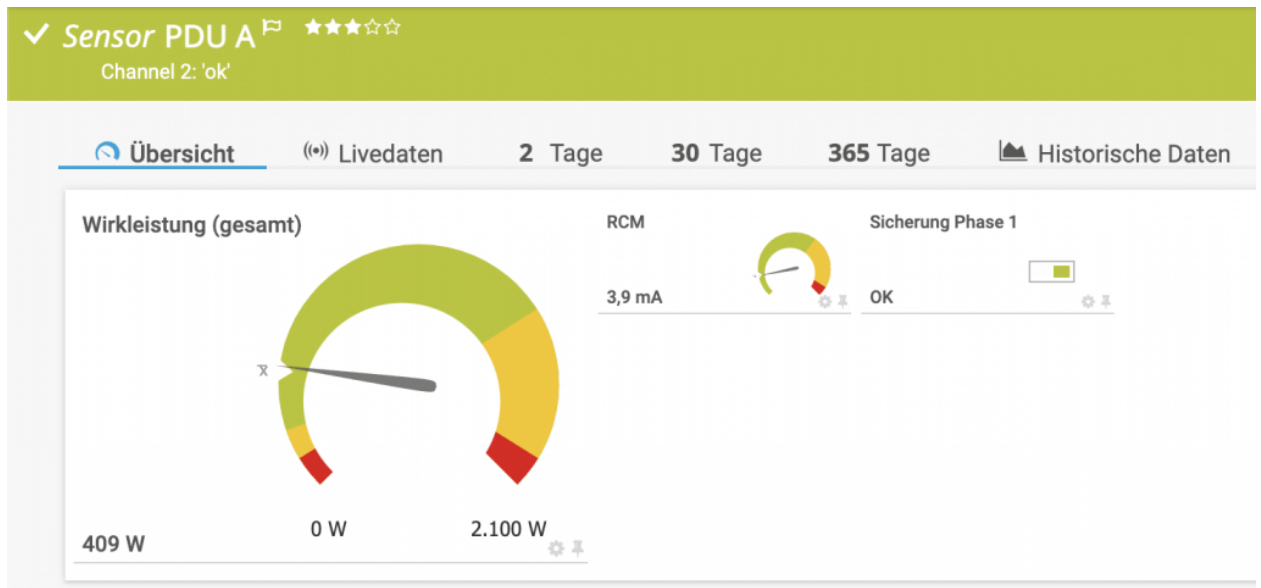 Sensor PDU A
Channel 2: 'ok'
Übersicht Livedaten 2 Tage 30 Tage 365 Tage Historische Daten
Wirkleistung (gesamt)
x
0 W 2.100 W
409 W
RCM
3,9 mA
Sicherung Phase 1
OK